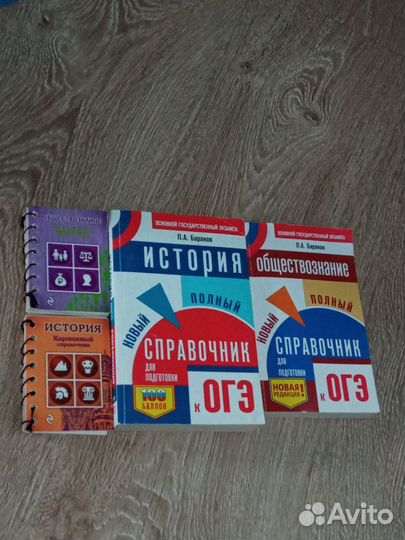 ОБЩЕСТВОЗНАНИЕ
ИСТОРИЯ
Карманный
справочник
ОСНОВНОЙ ГОСУДАРСТВЕННЫЙ ЭКЗАМЕН
П.А. Баранов
ИСТОРИЯ
НОВЫЙ
ПОЛНЫЙ
СПРАВОЧНИК
ДЛЯ
ПОДГОТОВКИ
100
БАЛЛОВ
к ОГЭ
ОСНОВНОЙ ГОСУДАРСТВЕННЫЙ ЭКЗАМЕН
П.А. Баранов
ОБЩЕСТВОЗНАНИЕ
НОВЫЙ
ПОЛНЫЙ
СПРАВОЧНИК
ДЛЯ
ПОДГОТОВКИ
НОВАЯ
РЕДАКЦИЯ!
к ОГЭ
Avito